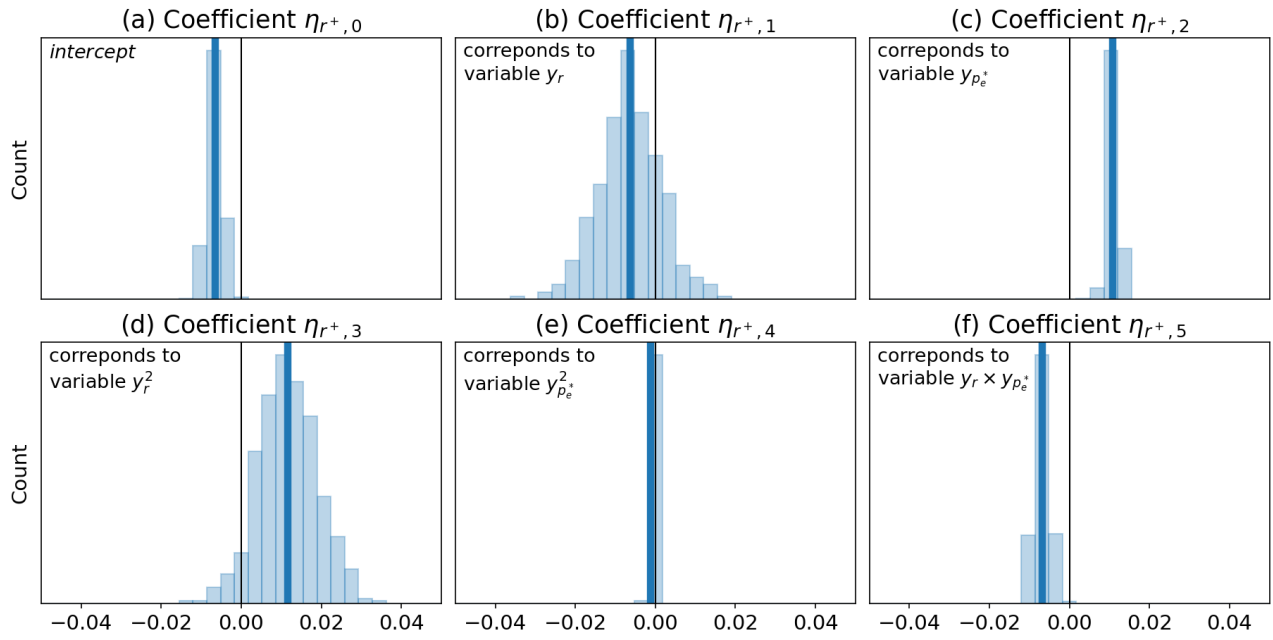 (a) Coefficient η_{r^+,0}
(b) Coefficient η_{r^+,1}
(c) Coefficient η_{r^+,2}
intercept
correponds to
variable y_r
correponds to
variable y_{p_e^*}
Count
(d) Coefficient η_{r^+,3}
(e) Coefficient η_{r^+,4}
(f) Coefficient η_{r^+,5}
correponds to
variable y_r^2
correponds to
variable y_{p_e^*}^2
correponds to
variable y_r × y_{p_e^*}
Count
−0.04 −0.02 0.00 0.02 0.04
−0.04 −0.02 0.00 0.02 0.04
−0.04 −0.02 0.00 0.02 0.04